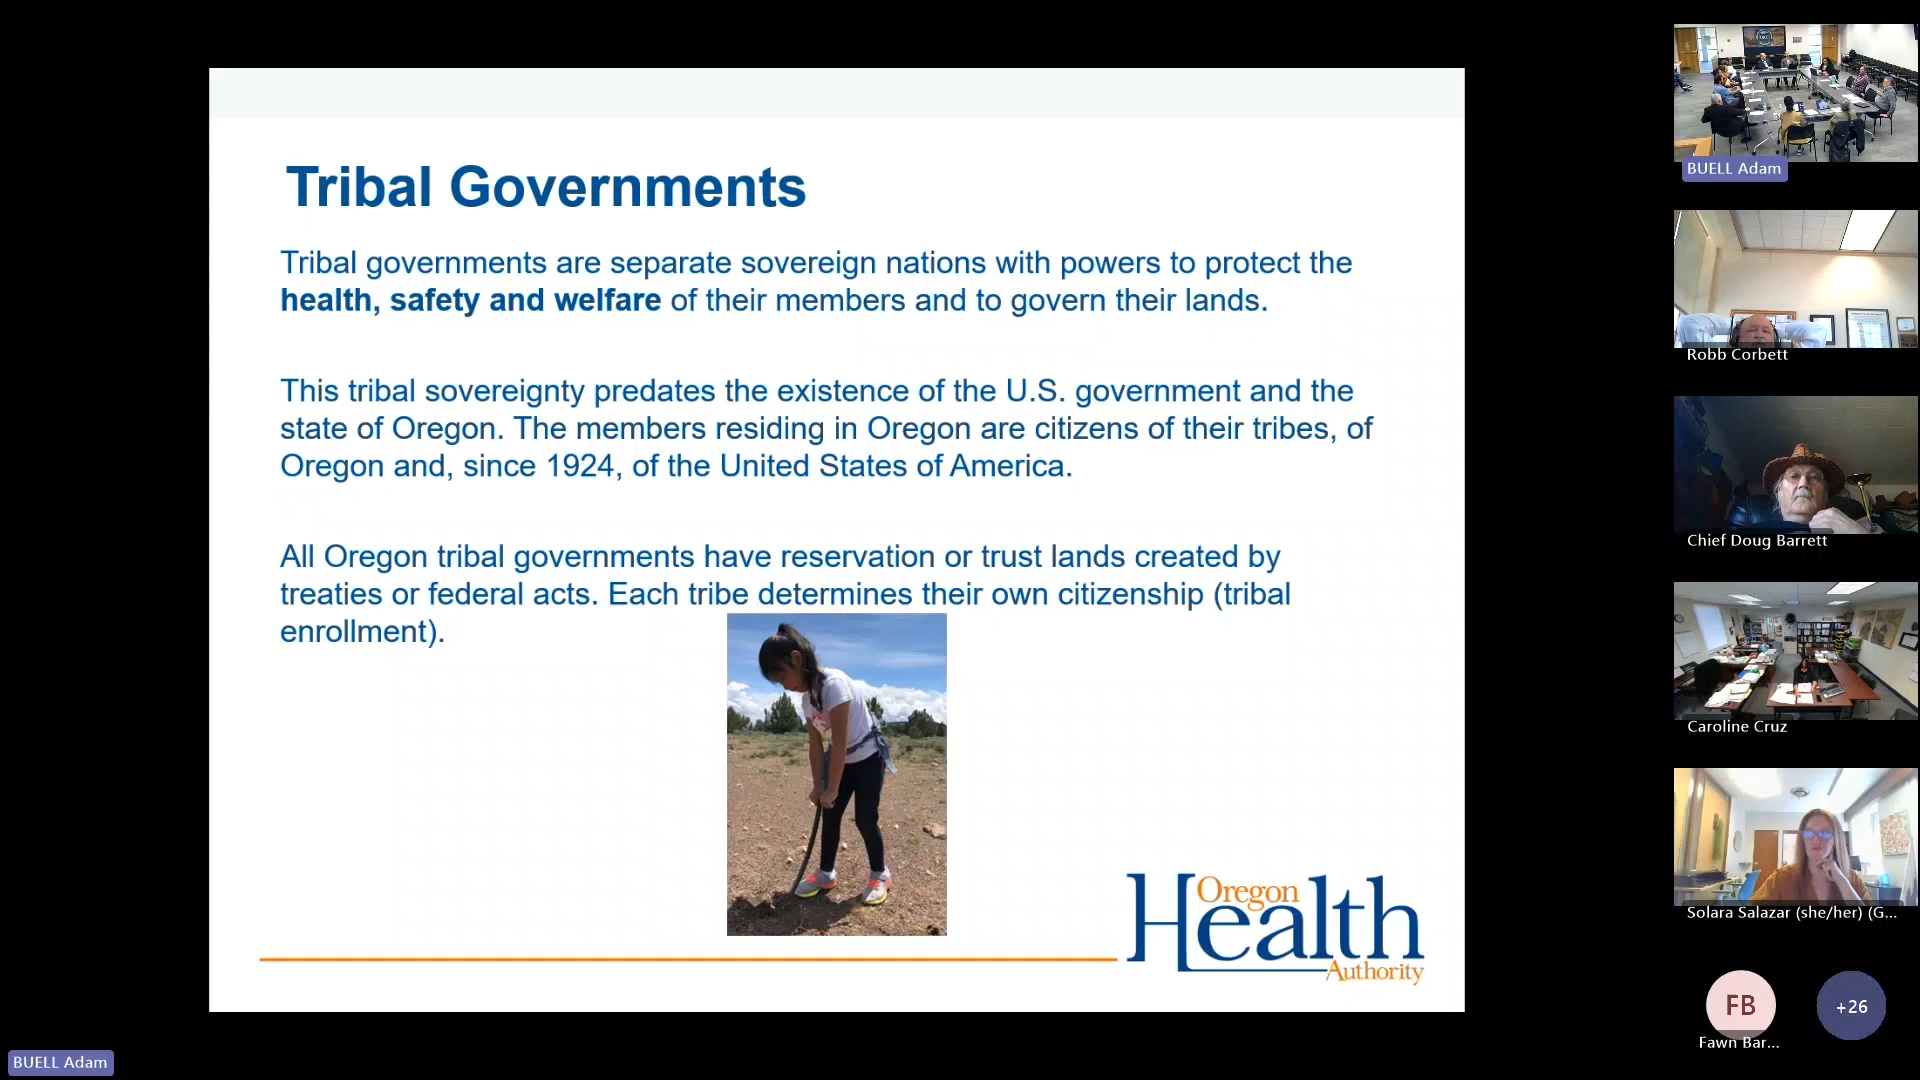 Tribal Governments
Tribal governments are separate sovereign nations with powers to protect the
health, safety and welfare of their members and to govern their lands.
This tribal sovereignty predates the existence of the U.S. government and the
state of Oregon. The members residing in Oregon are citizens of their tribes, of
Oregon and, since 1924, of the United States of America.
All Oregon tribal governments have reservation or trust lands created by
treaties or federal acts. Each tribe determines their own citizenship (tribal
enrollment).
Oregon
Health
Authority
BUELL Adam
Robb Corbett
Chief Doug Barrett
Caroline Cruz
Solara Salazar (she/her) (G...
FB
+26
Fawn Bar...
BUELL Adam